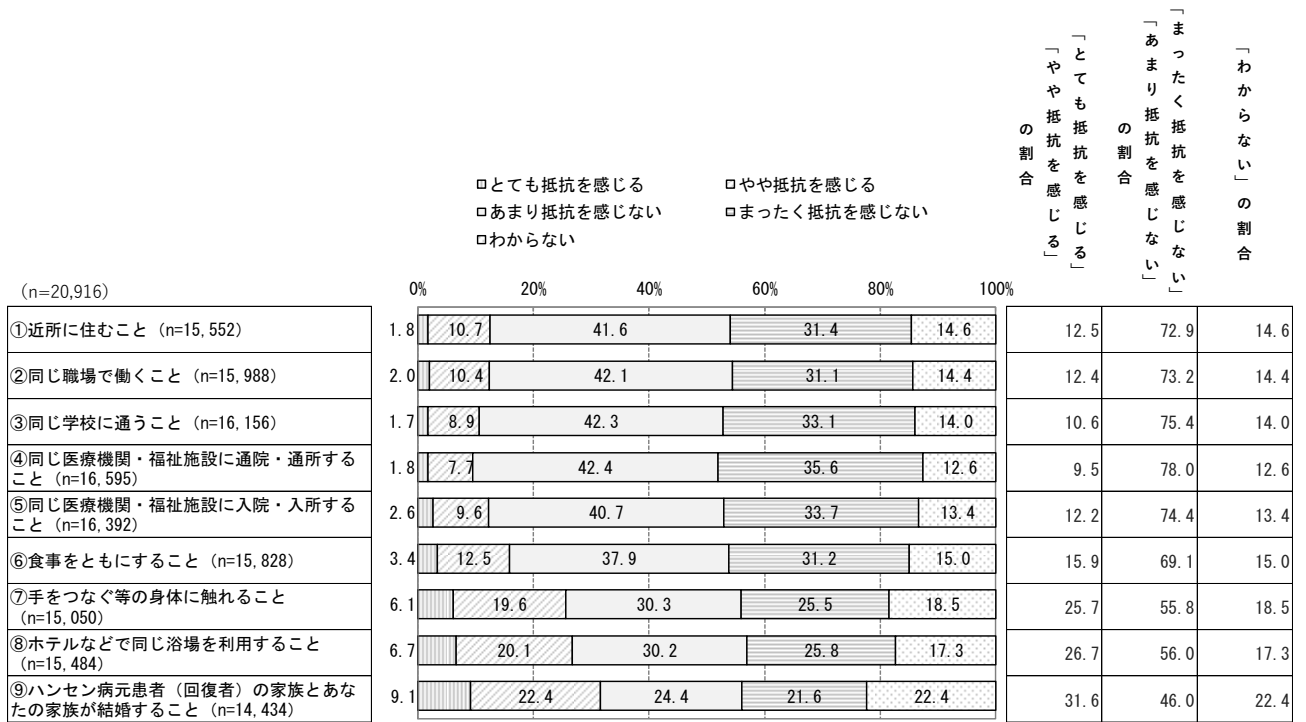 「とても抵抗を感じる」
「やや抵抗を感じる」
の割合
「まったく抵抗を感じない」
「あまり抵抗を感じない」
の割合
「わからない」の割合
とても抵抗を感じる やや抵抗を感じる
あまり抵抗を感じない まったく抵抗を感じない
わからない
(n=20,916) 0% 20% 40% 60% 80% 100%
①近所に住むこと (n=15,552) 1.8 10.7 41.6 31.4 14.6 12.5 72.9 14.6
②同じ職場で働くこと (n=15,988) 2.0 10.4 42.1 31.1 14.4 12.4 73.2 14.4
③同じ学校に通うこと (n=16,156) 1.7 8.9 42.3 33.1 14.0 10.6 75.4 14.0
④同じ医療機関・福祉施設に通院・通所する
こと (n=16,595) 1.8 7.7 42.4 35.6 12.6 9.5 78.0 12.6
⑤同じ医療機関・福祉施設に入院・入所する
こと (n=16,392) 2.6 9.6 40.7 33.7 13.4 12.2 74.4 13.4
⑥食事をともにすること (n=15,828) 3.4 12.5 37.9 31.2 15.0 15.9 69.1 15.0
⑦手をつなぐ等の身体に触れること
(n=15,050) 6.1 19.6 30.3 25.5 18.5 25.7 55.8 18.5
⑧ホテルなどで同じ浴場を利用すること
(n=15,484) 6.7 20.1 30.2 25.8 17.3 26.7 56.0 17.3
⑨ハンセン病元患者(回復者)の家族とあな
たの家族が結婚すること (n=14,434) 9.1 22.4 24.4 21.6 22.4 31.6 46.0 22.4